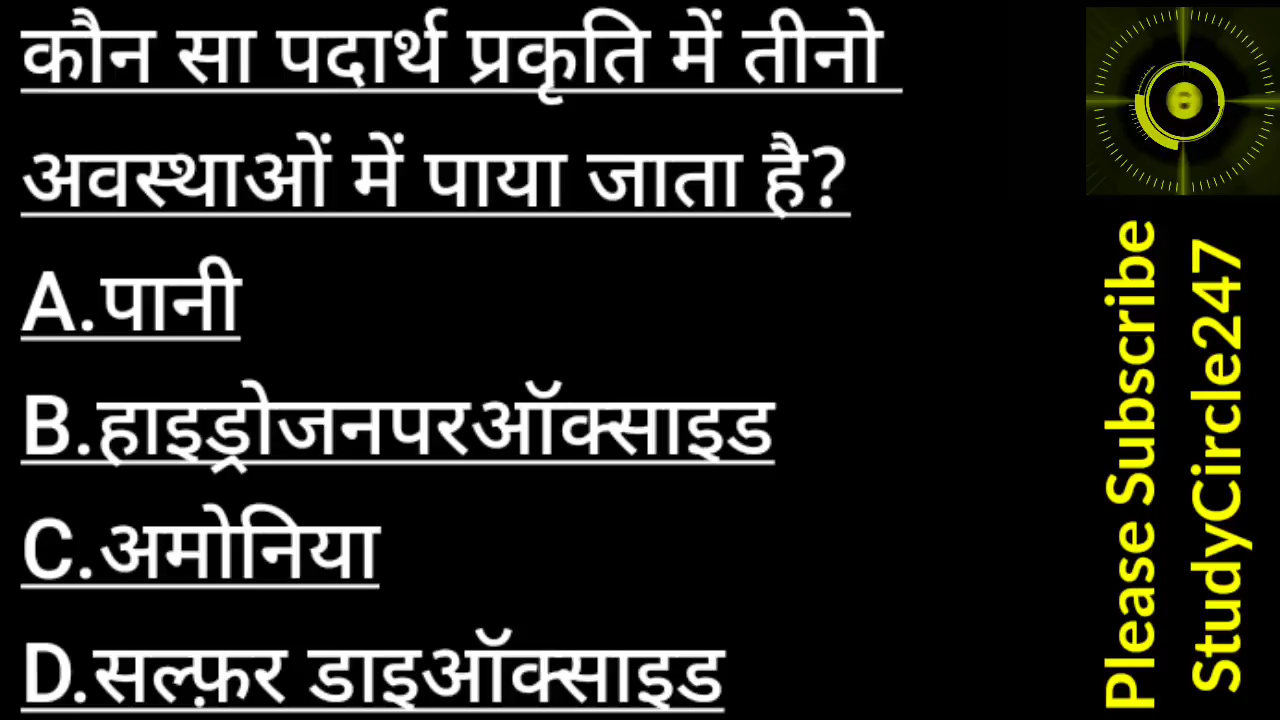 कौन सा पदार्थ प्रकृति में तीनो
अवस्थाओं में पाया जाता है?
A.पानी
B.हाइड्रोजनपरऑक्साइड
C.अमोनिया
D.सल्फ़र डाइऑक्साइड
Please Subscribe
StudyCircle247